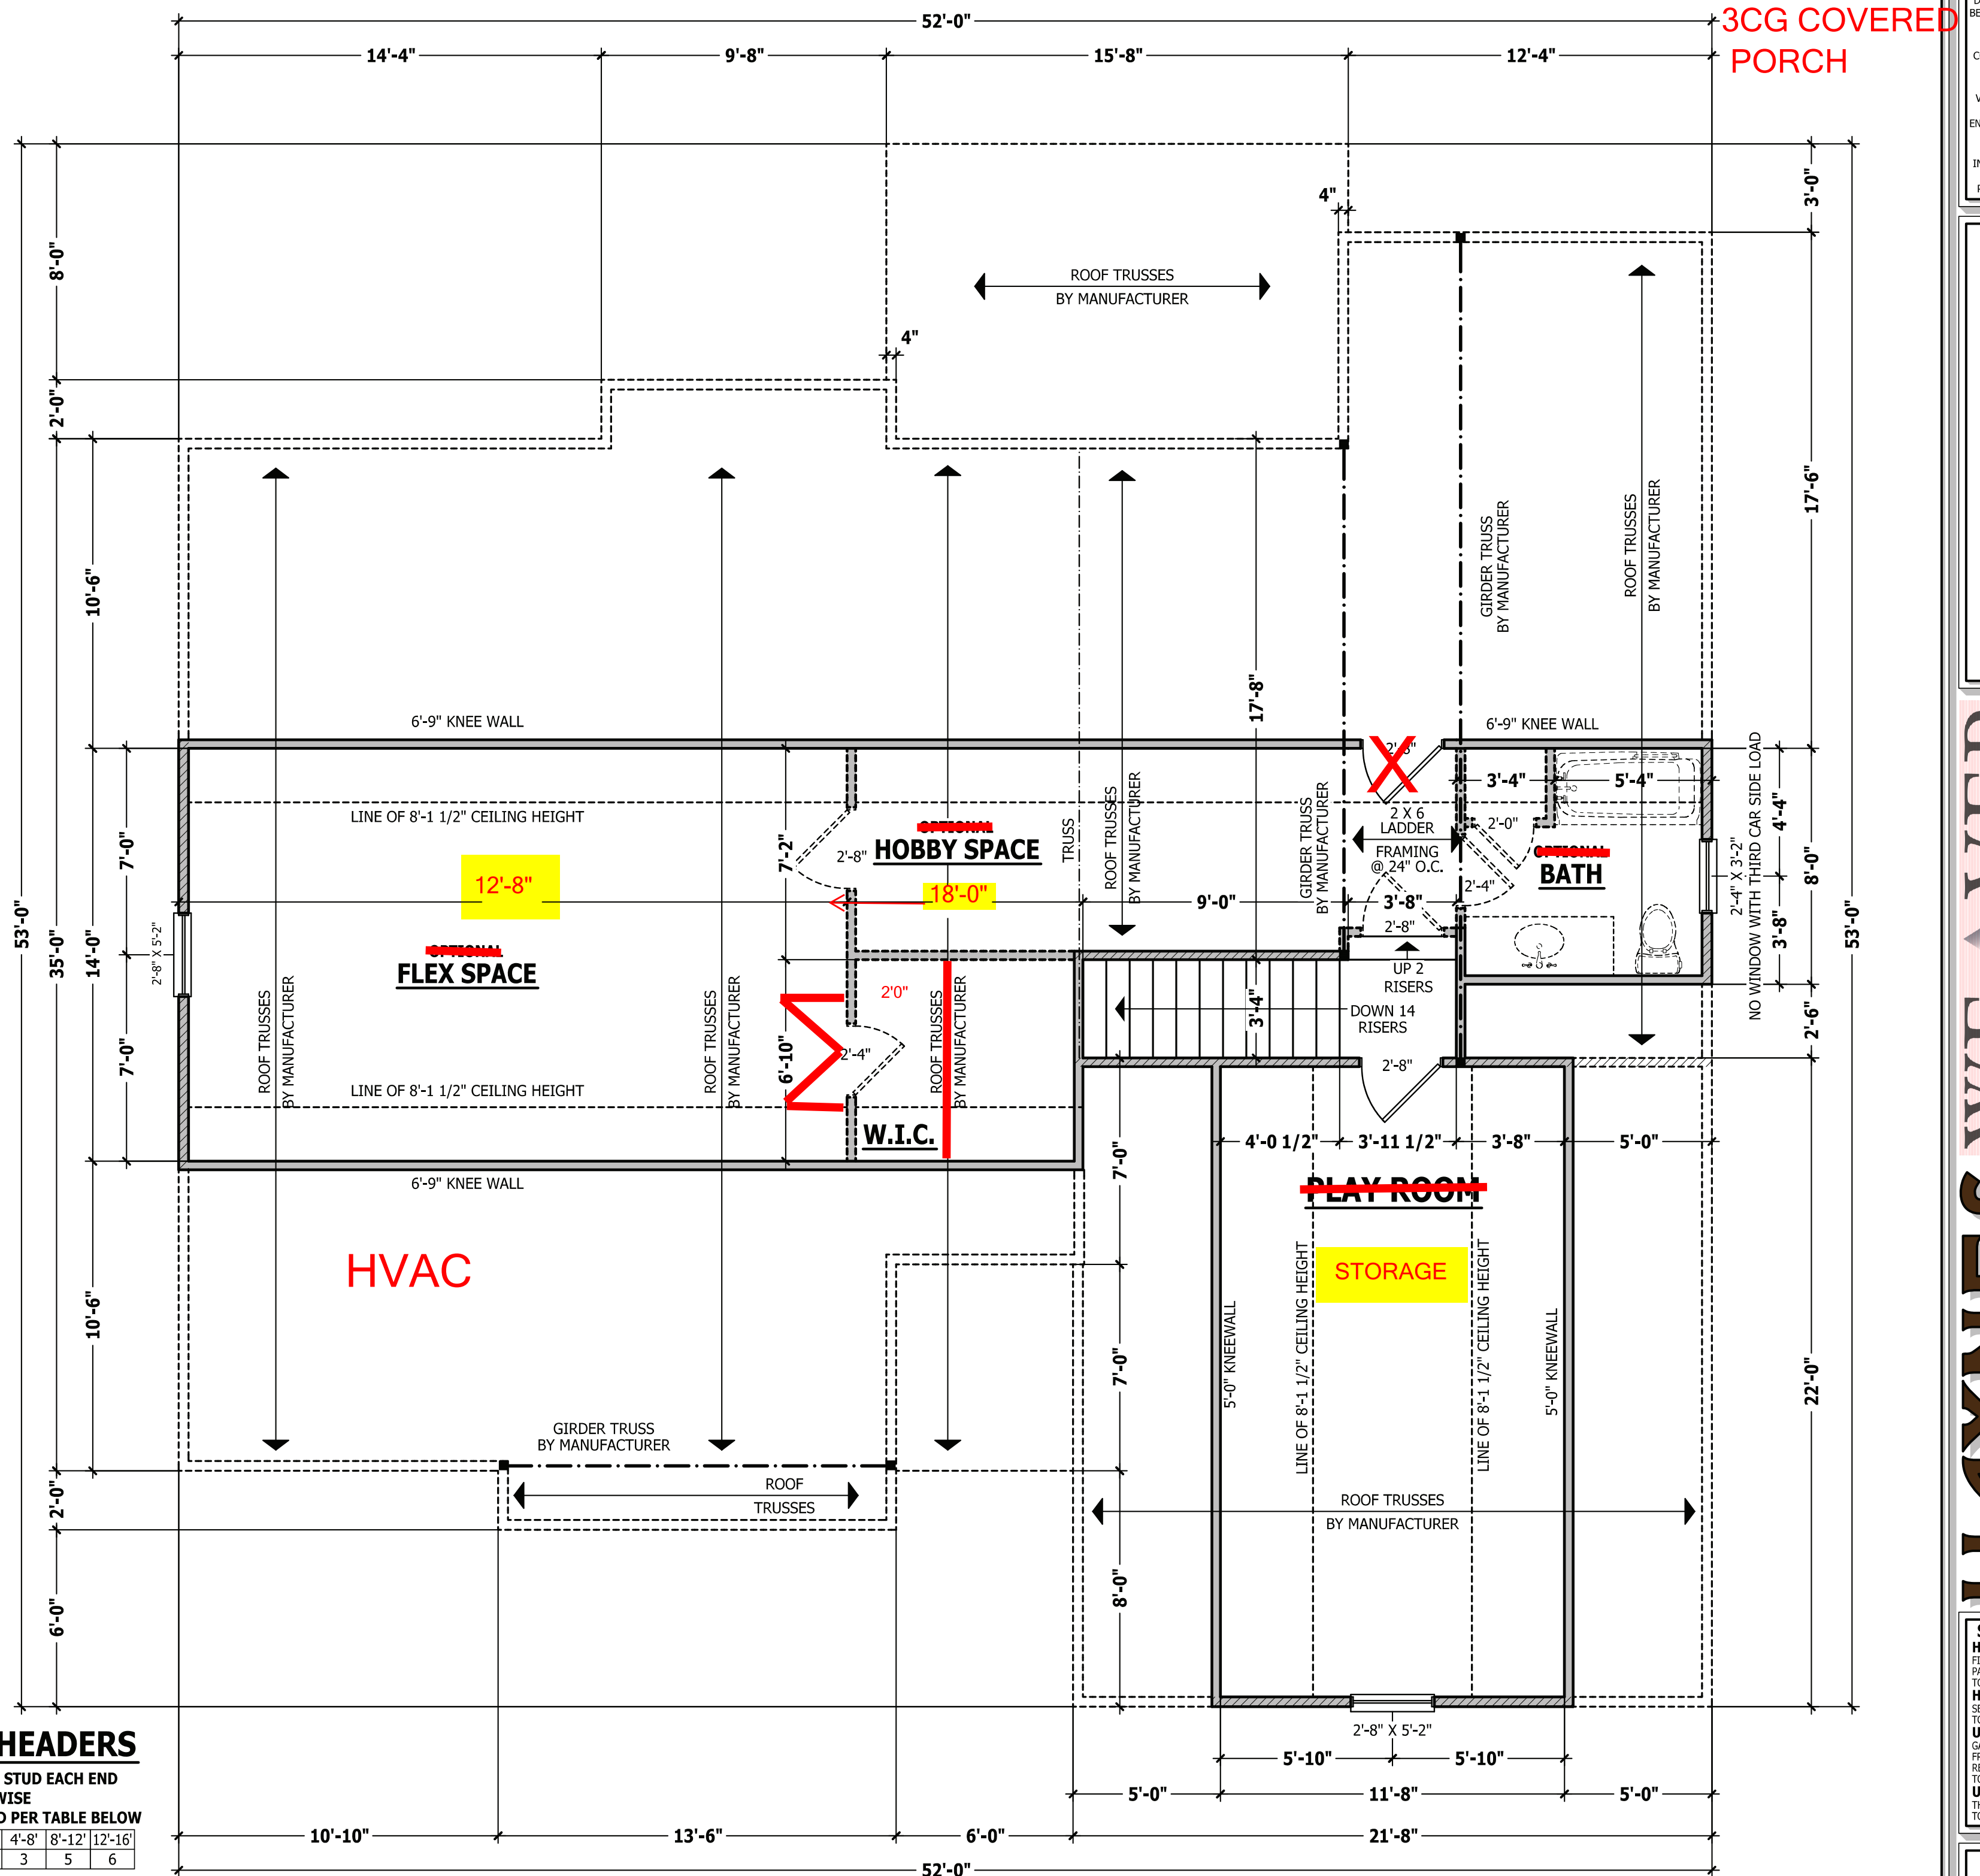 52'-0"
3CG COVERED
PORCH
14'-4"
9'-8"
15'-8"
12'-4"
4"
3'-0"
8'-0"
ROOF TRUSSES
BY MANUFACTURER
4"
2'-0"
17'-6"
GIRDER TRUSS
BY MANUFACTURER
ROOF TRUSSES
BY MANUFACTURER
10'-6"
17'-8"
6'-9" KNEE WALL
6'-9" KNEE WALL
X
2 X 6
LADDER
FRAMING
@ 24" O.C.
3'-4"
5'-4"
LINE OF 8'-1 1/2" CEILING HEIGHT
OPTIONAL
HOBBY SPACE
7'-2"
2'-8"
TRUSS
ROOF TRUSSES
BY MANUFACTURER
GIRDER TRUSS
BY MANUFACTURER
2'-0"
OPTIONAL
BATH
2'-4"
4'-4"
2'-4" X 3'-2"
NO WINDOW WITH THIRD CAR SIDE LOAD
8'-0"
3'-8"
12'-8"
18'-0"
9'-0"
3'-8"
2'-8"
53'-0"
35'-0"
14'-0"
7'-0"
7'-0"
2'-8" X 5'-2"
53'-0"
OPTIONAL
FLEX SPACE
UP 2
RISERS
DOWN 14
RISERS
3'-4"
2'-6"
ROOF TRUSSES
BY MANUFACTURER
ROOF TRUSSES
BY MANUFACTURER
2'0"
ROOF TRUSSES
BY MANUFACTURER
6'-10"
2'-4"
2'-8"
LINE OF 8'-1 1/2" CEILING HEIGHT
W.I.C.
4'-0 1/2"
3'-11 1/2"
3'-8"
5'-0"
7'-0"
6'-9" KNEE WALL
PLAY ROOM
HVAC
STORAGE
10'-6"
5'-0" KNEEWALL
LINE OF 8'-1 1/2" CEILING HEIGHT
LINE OF 8'-1 1/2" CEILING HEIGHT
5'-0" KNEEWALL
7'-0"
22'-0"
GIRDER TRUSS
BY MANUFACTURER
ROOF
TRUSSES
2'-0"
ROOF TRUSSES
BY MANUFACTURER
8'-0"
6'-0"
2'-8" X 5'-2"
5'-10"
5'-10"
5'-0"
11'-8"
5'-0"
HEADERS
STUD EACH END
PER TABLE BELOW
4'-8'
8'-12'
12'-16'
3
5
6
10'-10"
13'-6"
6'-0"
21'-8"
52'-0"